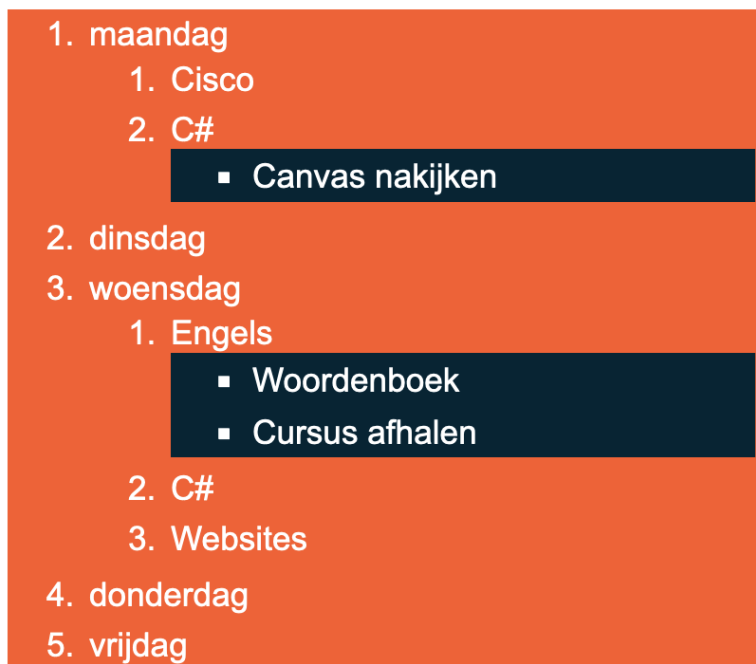 1. maandag
1. Cisco
2. C#
▪ Canvas nakijken
2. dinsdag
3. woensdag
1. Engels
▪ Woordenboek
▪ Cursus afhalen
2. C#
3. Websites
4. donderdag
5. vrijdag